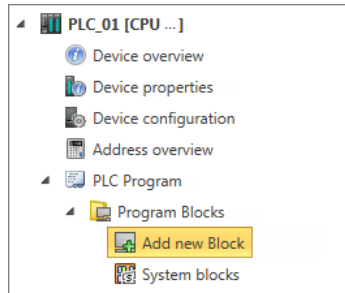 PLC_01 [CPU ... ]
Device overview
Device properties
Device configuration
Address overview
PLC Program
Program Blocks
Add new Block
System blocks